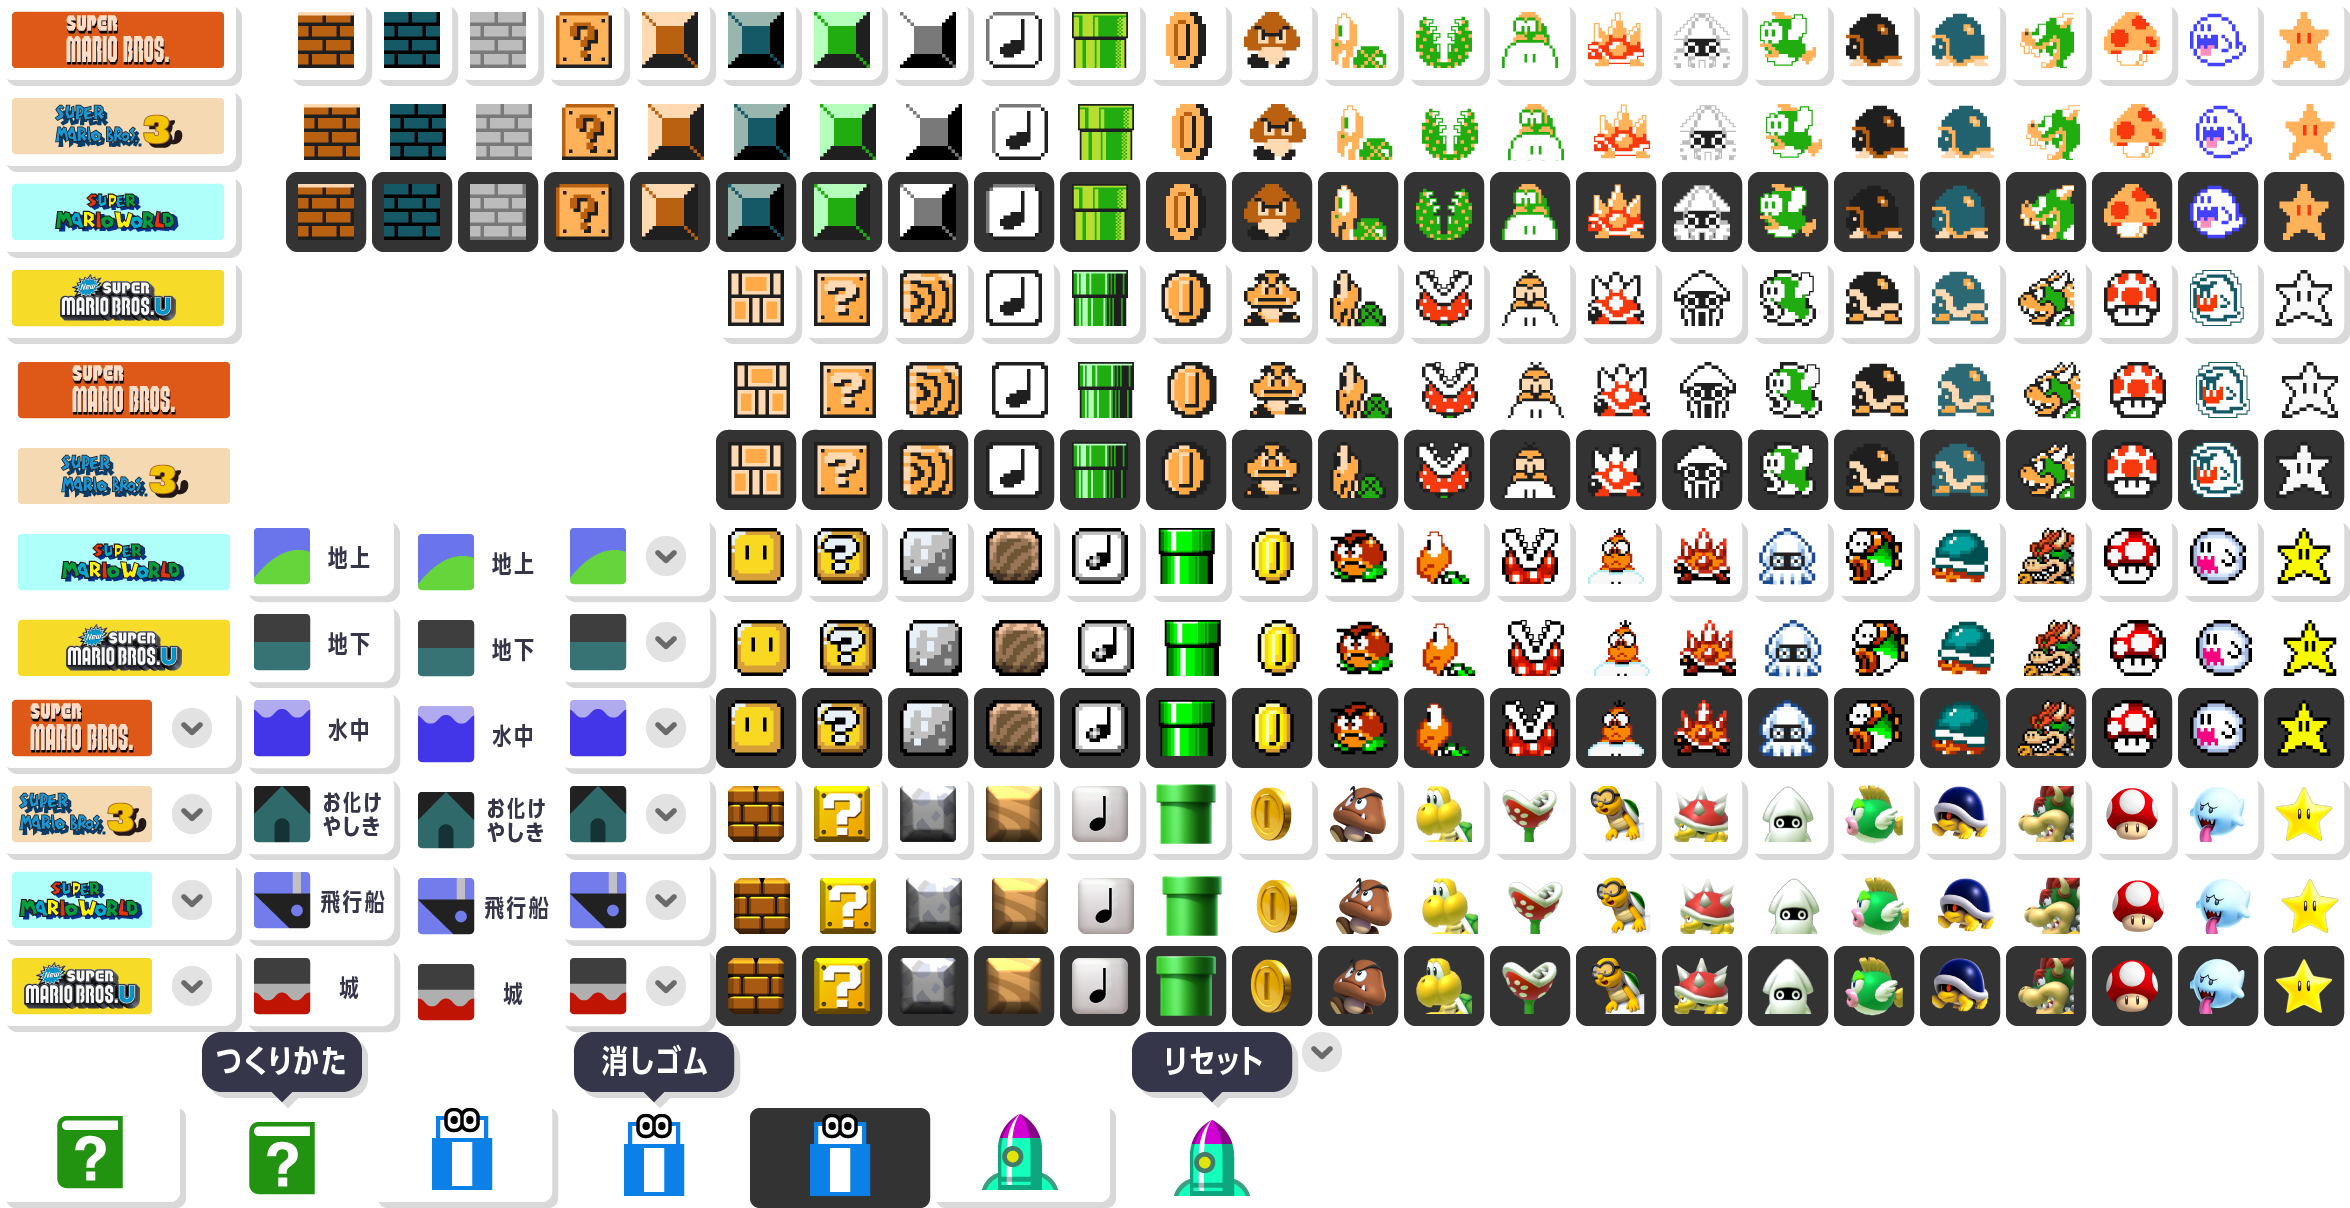 SUPER
MARIO BROS.
SUPER
MARIO BROS. 3
SUPER
MARIO WORLD
New SUPER
MARIO BROS. U
SUPER
MARIO BROS.
SUPER
MARIO BROS. 3
SUPER
MARIO WORLD
地上
地上
New SUPER
MARIO BROS. U
地下
地下
SUPER
MARIO BROS.
水中
水中
SUPER
MARIO BROS. 3
お化け
やしき
お化け
やしき
SUPER
MARIO WORLD
飛行船
飛行船
New SUPER
MARIO BROS. U
城
城
つくりかた
消しゴム
リセット